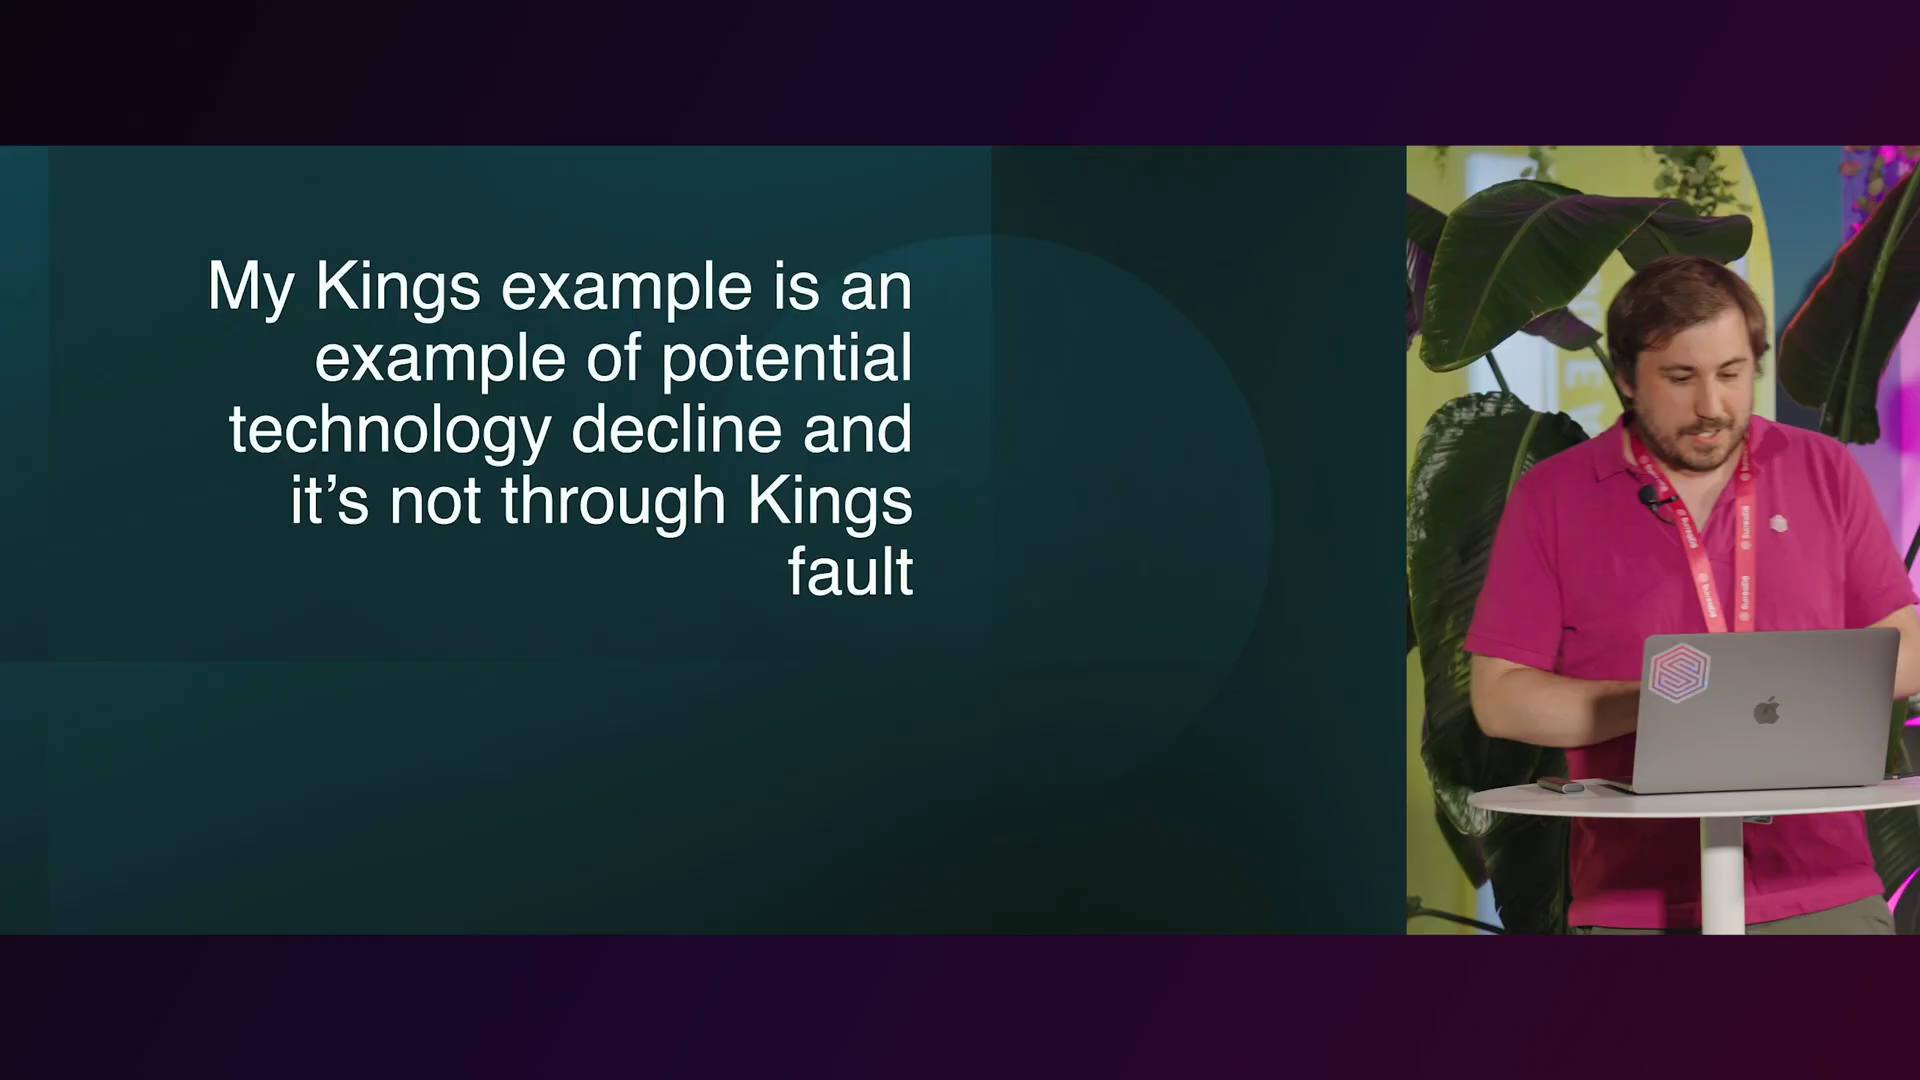 My Kings example is an
example of potential
technology decline and
it’s not through Kings
fault